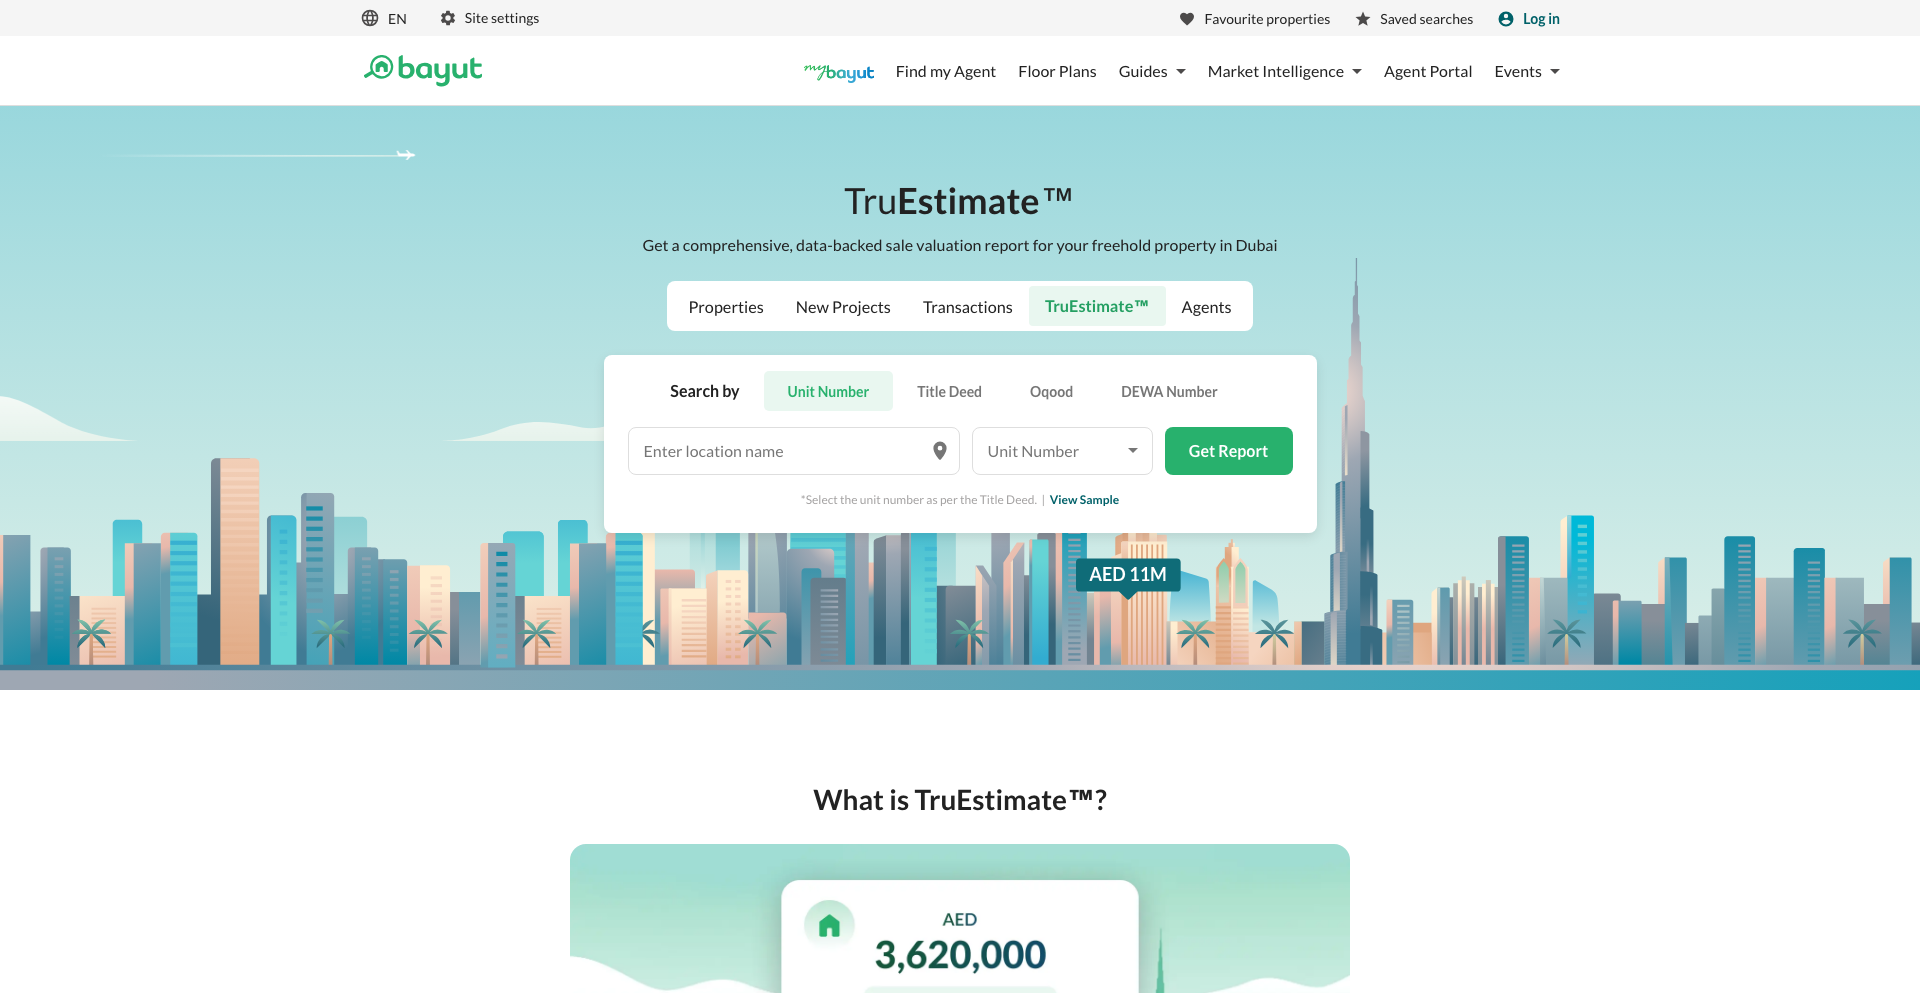 EN
Site settings
Favourite properties
Saved searches
Log in
bayut
mybayut
Find my Agent
Floor Plans
Guides
Market Intelligence
Agent Portal
Events
TruEstimate™
Get a comprehensive, data-backed sale valuation report for your freehold property in Dubai
Properties
New Projects
Transactions
TruEstimate™
Agents
Search by
Unit Number
Title Deed
Oqood
DEWA Number
Enter location name
Unit Number
Get Report
*Select the unit number as per the Title Deed. | View Sample
AED 11M
What is TruEstimate™?
AED
3,620,000